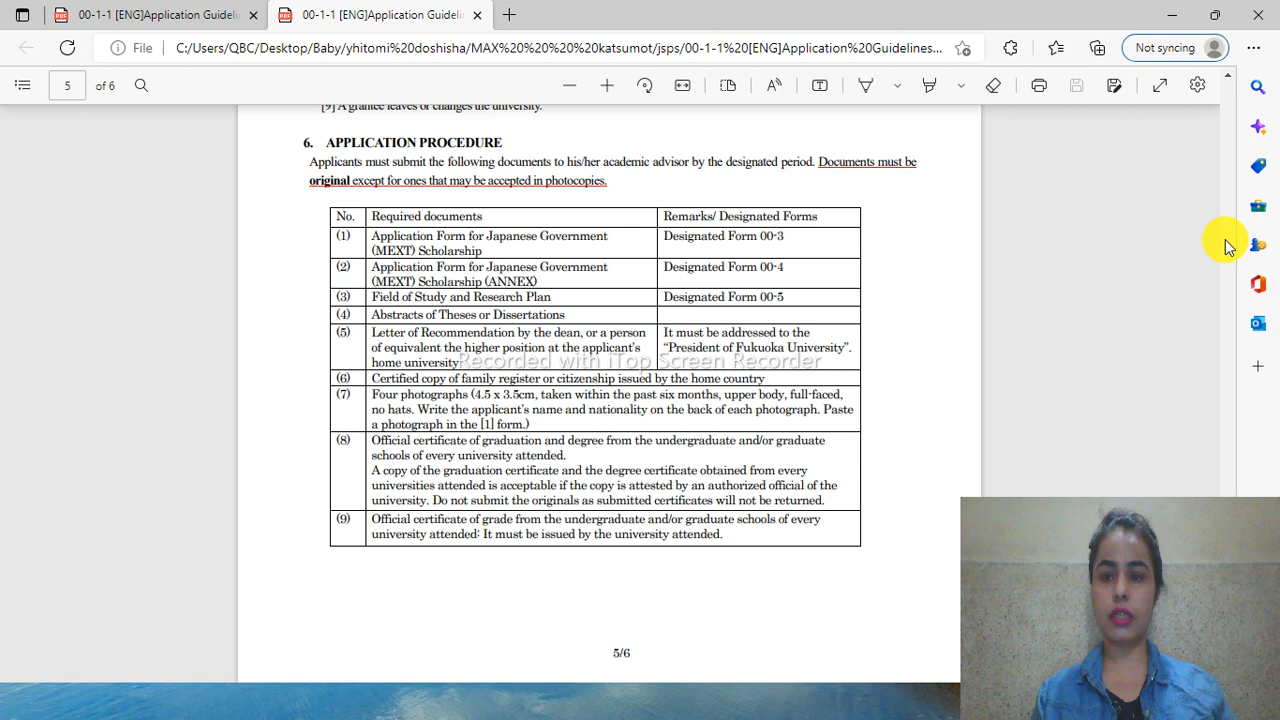 00-1-1 [ENG]Application Guideli
00-1-1 [ENG]Application Guideli
File
C:/Users/QBC/Desktop/Baby/yhitomi%20doshisha/MAX%20%20%20%20katsumot/jsps/00-1-1%20[ENG]Application%20Guidelines...
Not syncing
5 of 6
[9] A grantee leaves or changes the university.
6. APPLICATION PROCEDURE
Applicants must submit the following documents to his/her academic advisor by the designated period. Documents must be
original except for ones that may be accepted in photocopies.
No. Required documents Remarks/ Designated Forms
(1) Application Form for Japanese Government Designated Form 00-3
(MEXT) Scholarship
(2) Application Form for Japanese Government Designated Form 00-4
(MEXT) Scholarship (ANNEX)
(3) Field of Study and Research Plan Designated Form 00-5
(4) Abstracts of Theses or Dissertations
(5) Letter of Recommendation by the dean, or a person It must be addressed to the
of equivalent the higher position at the applicant's "President of Fukuoka University".
home university
Recorded with iTop Screen Recorder
(6) Certified copy of family register or citizenship issued by the home country
(7) Four photographs (4.5 x 3.5cm, taken within the past six months, upper body, full-faced,
no hats. Write the applicant's name and nationality on the back of each photograph. Paste
a photograph in the [1] form.)
(8) Official certificate of graduation and degree from the undergraduate and/or graduate
schools of every university attended.
A copy of the graduation certificate and the degree certificate obtained from every
universities attended is acceptable if the copy is attested by an authorized official of the
university. Do not submit the originals as submitted certificates will not be returned.
(9) Official certificate of grade from the undergraduate and/or graduate schools of every
university attended: It must be issued by the university attended.
5/6